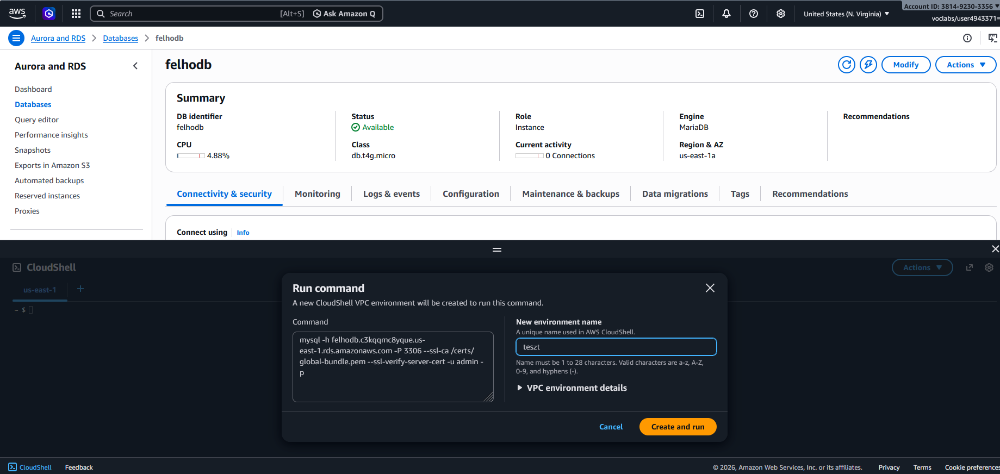 aws
Search
[Alt+S]
Ask Amazon Q
United States (N. Virginia)
Account ID: 3814-9230-3356
voclabs/user4943371=
Aurora and RDS
Databases
felhodb
Aurora and RDS
Dashboard
Databases
Query editor
Performance insights
Snapshots
Exports in Amazon S3
Automated backups
Reserved instances
Proxies
felhodb
Modify
Actions
Summary
DB identifier
felhodb
Status
Available
Role
Instance
Engine
MariaDB
Recommendations
CPU
4.88%
Class
db.t4g.micro
Current activity
0 Connections
Region & AZ
us-east-1a
Connectivity & security
Monitoring
Logs & events
Configuration
Maintenance & backups
Data migrations
Tags
Recommendations
Connect using
Info
CloudShell
Actions
us-east-1
+
~ $
Run command
A new CloudShell VPC environment will be created to run this command.
Command
mysql -h felhodb.c3kqqmc8yque.us-
east-1.rds.amazonaws.com -P 3306 --ssl-ca /certs/
global-bundle.pem --ssl-verify-server-cert -u admin -
p
New environment name
A unique name used in AWS CloudShell.
teszt
Name must be 1 to 28 characters. Valid characters are a-z, A-Z,
0-9, and hyphens (-).
VPC environment details
Cancel
Create and run
CloudShell
Feedback
© 2026, Amazon Web Services, Inc. or its affiliates.
Privacy
Terms
Cookie preferences